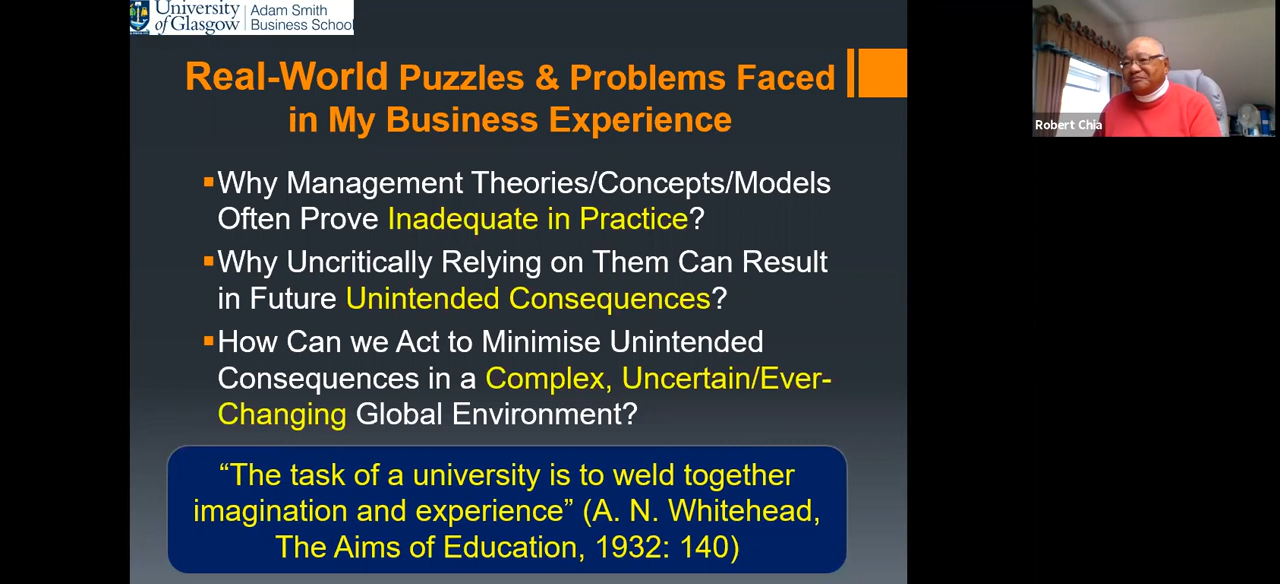 University
of Glasgow
Adam Smith
Business School
Real-World Puzzles & Problems Faced
in My Business Experience
Why Management Theories/Concepts/Models
Often Prove Inadequate in Practice?
Why Uncritically Relying on Them Can Result
in Future Unintended Consequences?
How Can we Act to Minimise Unintended
Consequences in a Complex, Uncertain/Ever-
Changing Global Environment?
“The task of a university is to weld together
imagination and experience” (A. N. Whitehead,
The Aims of Education, 1932: 140)
Robert Chia